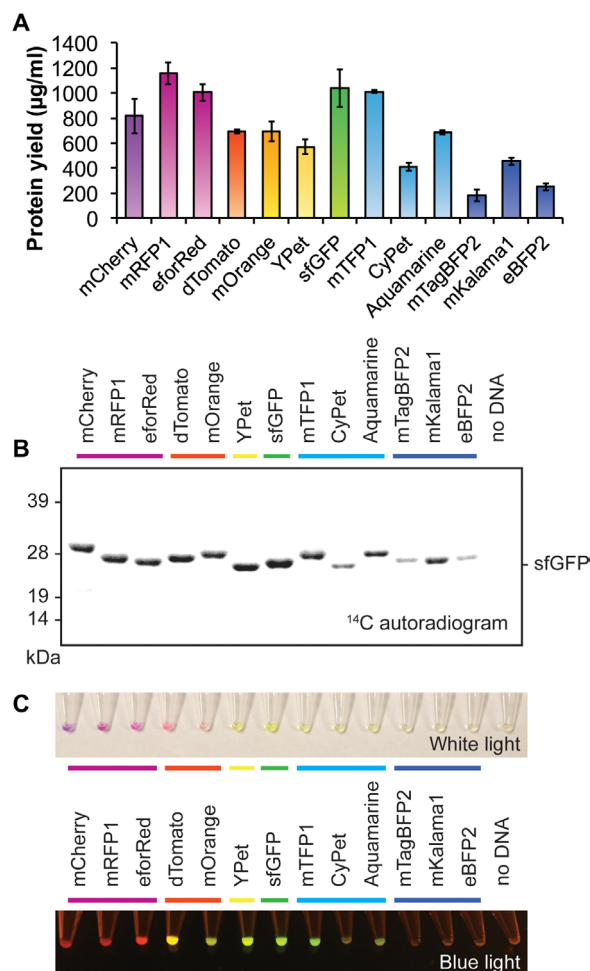 A
Protein yield (µg/ml)
1400
1200
1000
800
600
400
200
0
mCherry
mRFP1
eforRed
dTomato
mOrange
YPet
sfGFP
mTFP1
CyPet
Aquamarine
mTagBFP2
mKalama1
eBFP2
mCherry
mRFP1
eforRed
dTomato
mOrange
YPet
sfGFP
mTFP1
CyPet
Aquamarine
mTagBFP2
mKalama1
eBFP2
no DNA
B
39
28
19
14
kDa
sfGFP
14C autoradiogram
C
White light
mCherry
mRFP1
eforRed
dTomato
mOrange
YPet
sfGFP
mTFP1
CyPet
Aquamarine
mTagBFP2
mKalama1
eBFP2
no DNA
Blue light